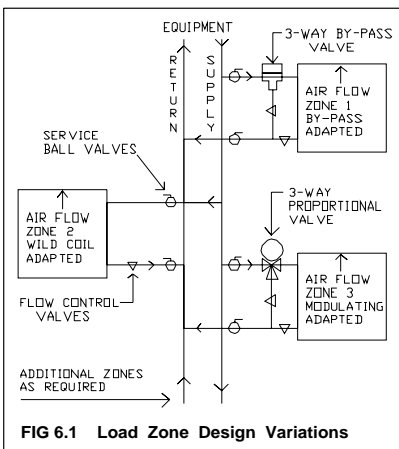 EQUIPMENT
3-WAY BY-PASS
VALVE
RETURN
SUPPLY
AIR FLOW
ZONE 1
BY-PASS
ADAPTED
SERVICE
BALL VALVES
3-WAY
PROPORTIONAL
VALVE
AIR FLOW
ZONE 2
WILD COIL
ADAPTED
AIR FLOW
ZONE 3
MODULATING
ADAPTED
FLOW CONTROL
VALVES
ADDITIONAL ZONES
AS REQUIRED
FIG 6.1 Load Zone Design Variations